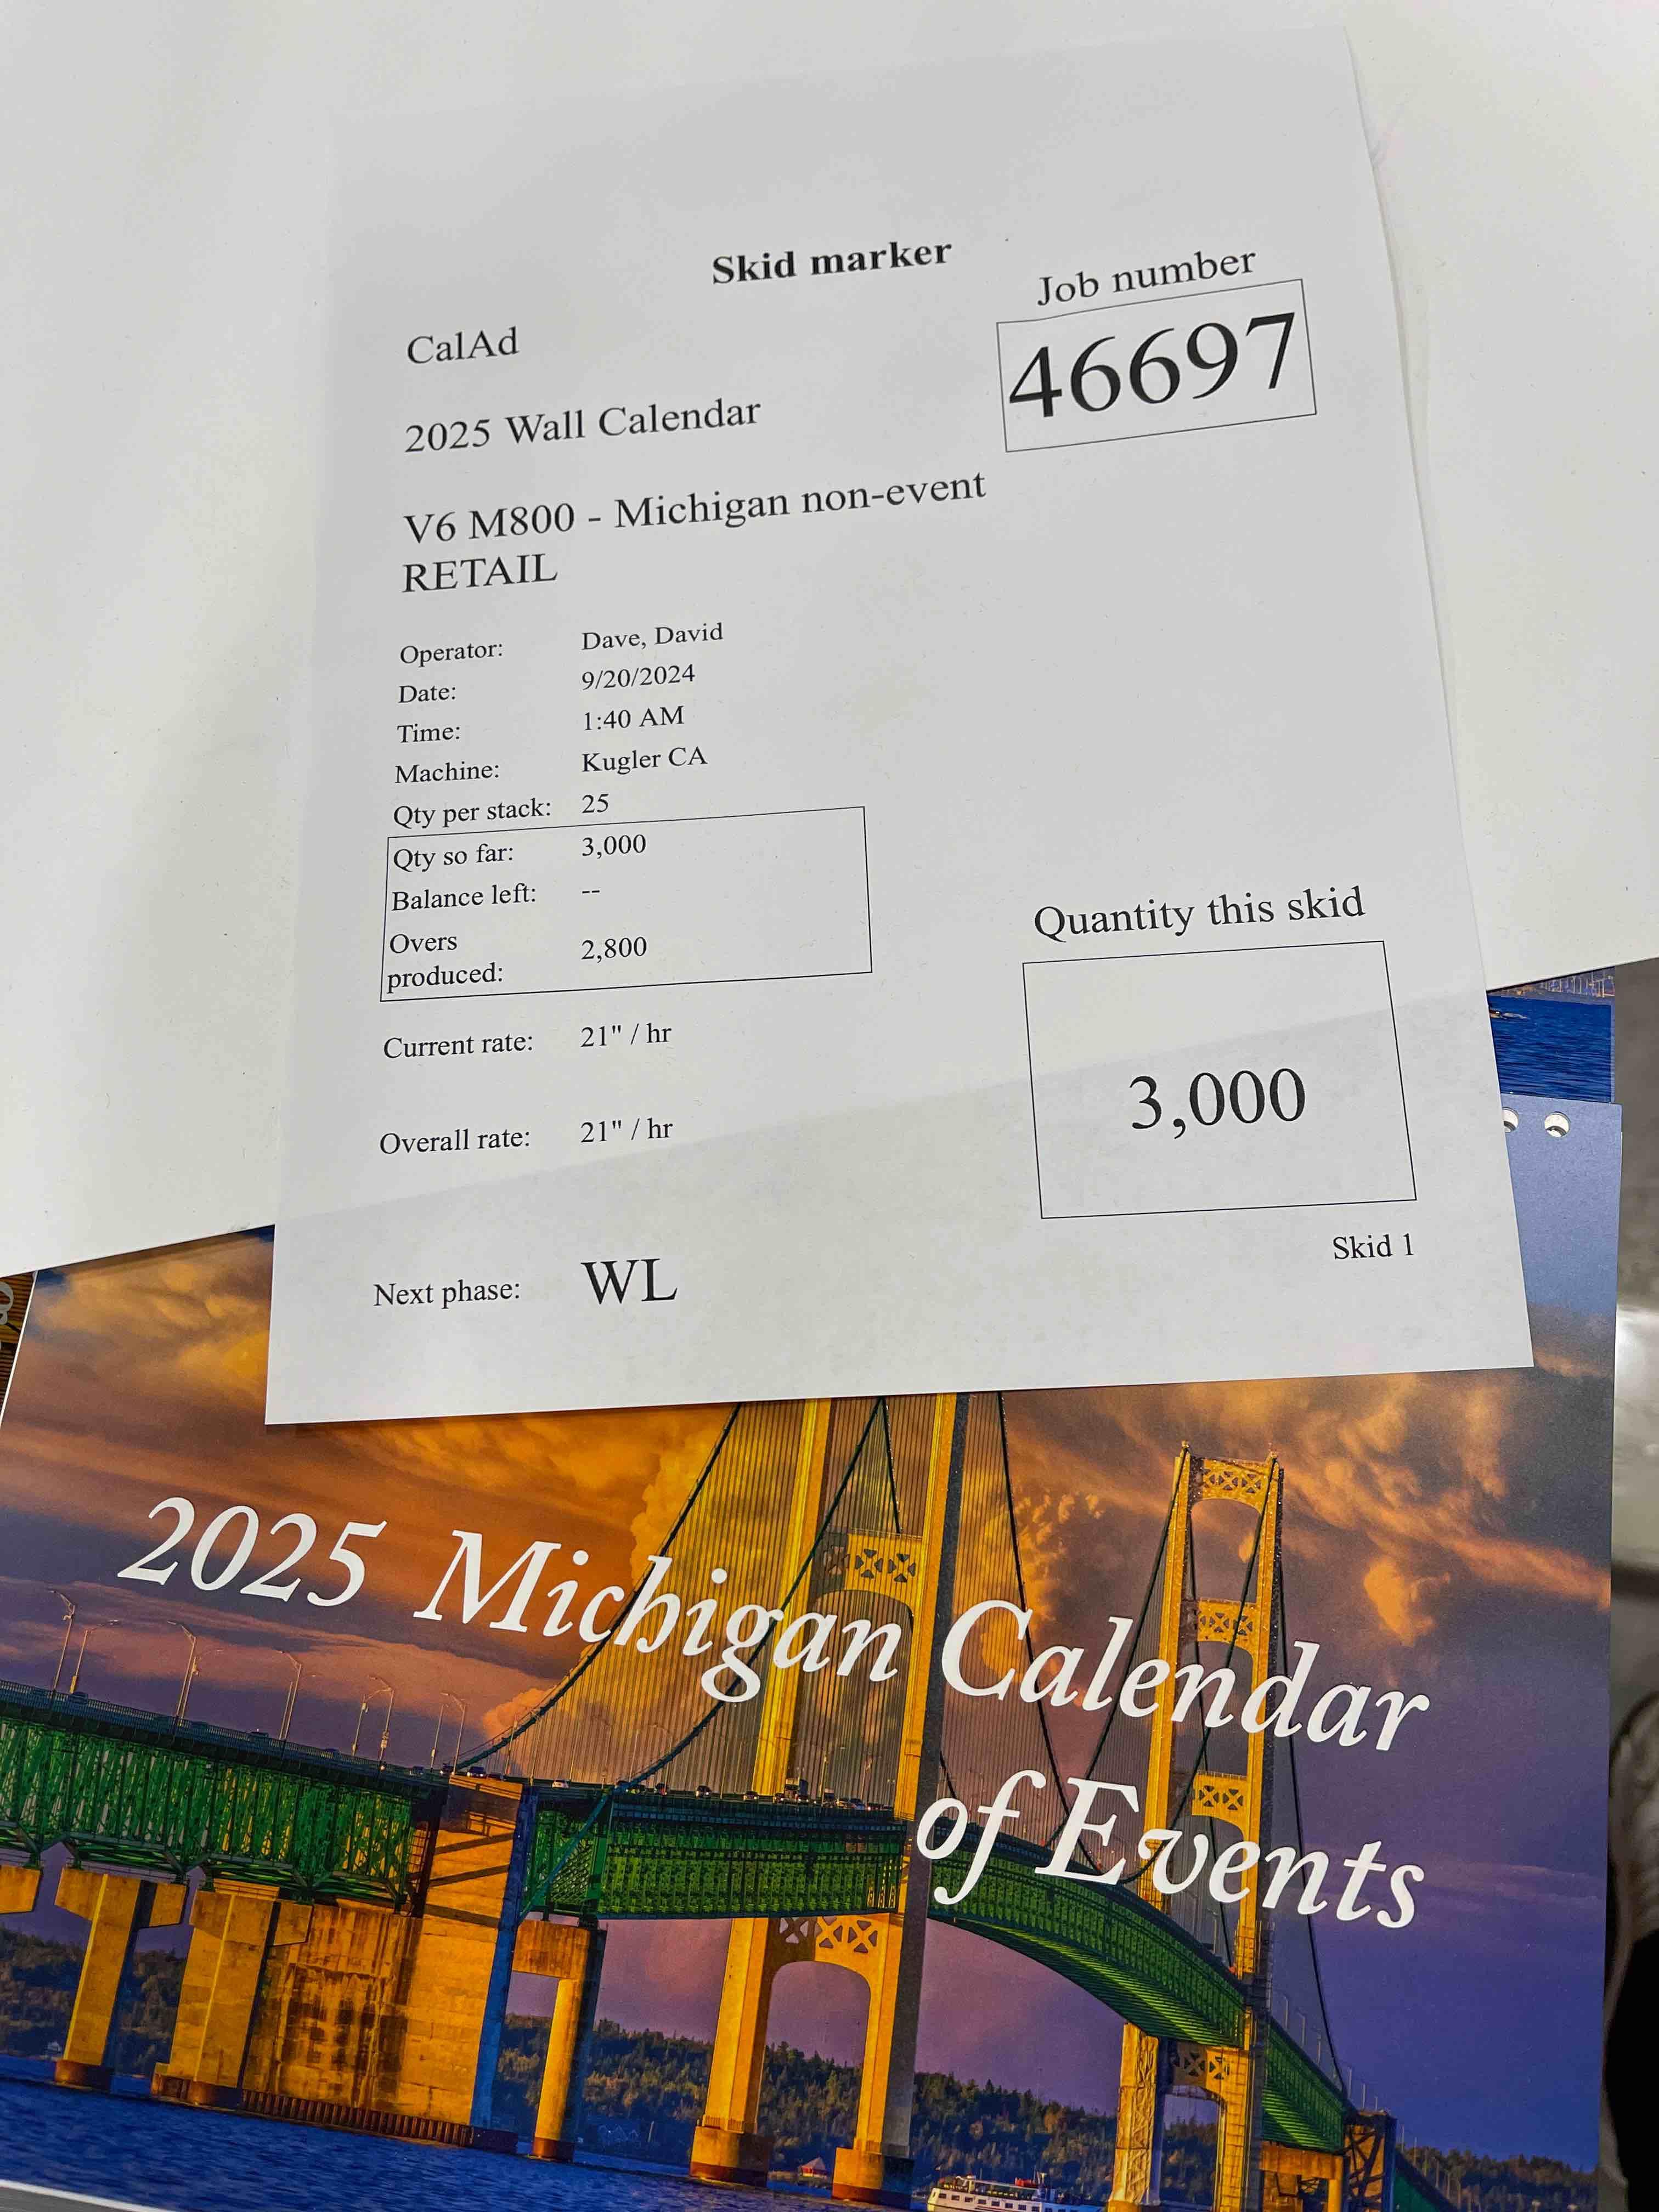 Skid marker
Job number
46697
CalAd
2025 Wall Calendar
V6 M800 - Michigan non-event
RETAIL
Operator: Dave, David
Date: 9/20/2024
Time: 1:40 AM
Machine: Kugler CA
Qty per stack: 25
Qty so far: 3,000
Balance left: --
Overs
produced: 2,800
Current rate: 21" / hr
Overall rate: 21" / hr
Quantity this skid
3,000
Skid 1
Next phase: WL
2025 Michigan Calendar
of Events